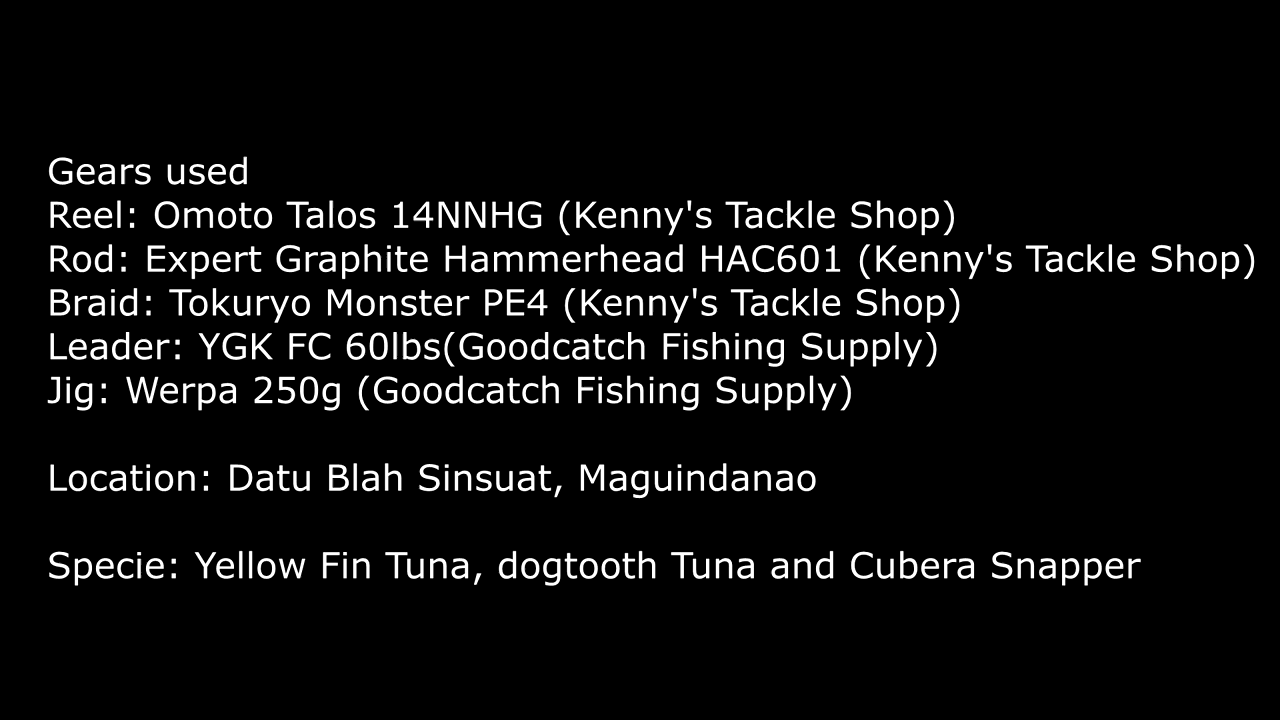 Gears used
Reel: Omoto Talos 14NNHG (Kenny's Tackle Shop)
Rod: Expert Graphite Hammerhead HAC601 (Kenny's Tackle Shop)
Braid: Tokuryo Monster PE4 (Kenny's Tackle Shop)
Leader: YGK FC 60lbs(Goodcatch Fishing Supply)
Jig: Werpa 250g (Goodcatch Fishing Supply)
Location: Datu Blah Sinsuat, Maguindanao
Specie: Yellow Fin Tuna, dogtooth Tuna and Cubera Snapper